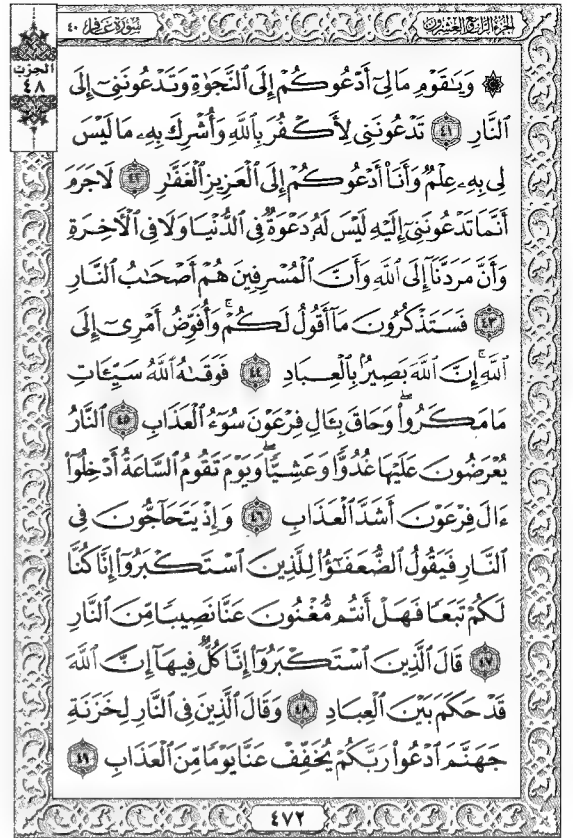 الجزء الرابع والعشرون
سورة غافر ٤٠
الحزب
٤٨
۞ وَيَـٰقَوْمِ مَالِىٓ أَدْعُوكُمْ إِلَى ٱلنَّجَوٰةِ وَتَدْعُونَنِىٓ إِلَى
ٱلنَّارِ ٤١ تَدْعُونَنِى لِأَكْفُرَ بِٱللَّهِ وَأُشْرِكَ بِهِۦ مَا لَيْسَ
لِى بِهِۦ عِلْمٌ وَأَنَا۠ أَدْعُوكُمْ إِلَى ٱلْعَزِيزِ ٱلْغَفَّـٰرِ ٤٢ لَا جَرَمَ
أَنَّمَا تَدْعُونَنِىٓ إِلَيْهِ لَيْسَ لَهُۥ دَعْوَةٌ فِى ٱلدُّنْيَا وَلَا فِى ٱلْأَخِرَةِ
وَأَنَّ مَرَدَّنَآ إِلَى ٱللَّهِ وَأَنَّ ٱلْمُسْرِفِينَ هُمْ أَصْحَـٰبُ ٱلنَّارِ
٤٣ فَسَتَذْكُرُونَ مَآ أَقُولُ لَكُمْ ۚ وَأُفَوِّضُ أَمْرِىٓ إِلَى
ٱللَّهِ ۚ إِنَّ ٱللَّهَ بَصِيرٌۢ بِٱلْعِبَادِ ٤٤ فَوَقَىٰهُ ٱللَّهُ سَيِّـَٔاتِ
مَا مَكَرُوا۟ ۖ وَحَاقَ بِـَٔالِ فِرْعَوْنَ سُوٓءُ ٱلْعَذَابِ ٤٥ ٱلنَّارُ
يُعْرَضُونَ عَلَيْهَا غُدُوًّا وَعَشِيًّا ۖ وَيَوْمَ تَقُومُ ٱلسَّاعَةُ أَدْخِلُوٓا۟
ءَالَ فِرْعَوْنَ أَشَدَّ ٱلْعَذَابِ ٤٦ وَإِذْ يَتَحَآجُّونَ فِى
ٱلنَّارِ فَيَقُولُ ٱلضُّعَفَـٰٓؤُا۟ لِلَّذِينَ ٱسْتَكْبَرُوٓا۟ إِنَّا كُنَّا
لَكُمْ تَبَعًا فَهَلْ أَنتُم مُّغْنُونَ عَنَّا نَصِيبًا مِّنَ ٱلنَّارِ
٤٧ قَالَ ٱلَّذِينَ ٱسْتَكْبَرُوٓا۟ إِنَّا كُلٌّ فِيهَآ إِنَّ ٱللَّهَ
قَدْ حَكَمَ بَيْنَ ٱلْعِبَادِ ٤٨ وَقَالَ ٱلَّذِينَ فِى ٱلنَّارِ لِخَزَنَةِ
جَهَنَّمَ ٱدْعُوا۟ رَبَّكُمْ يُخَفِّفْ عَنَّا يَوْمًا مِّنَ ٱلْعَذَابِ ٤٩
٤٧٢